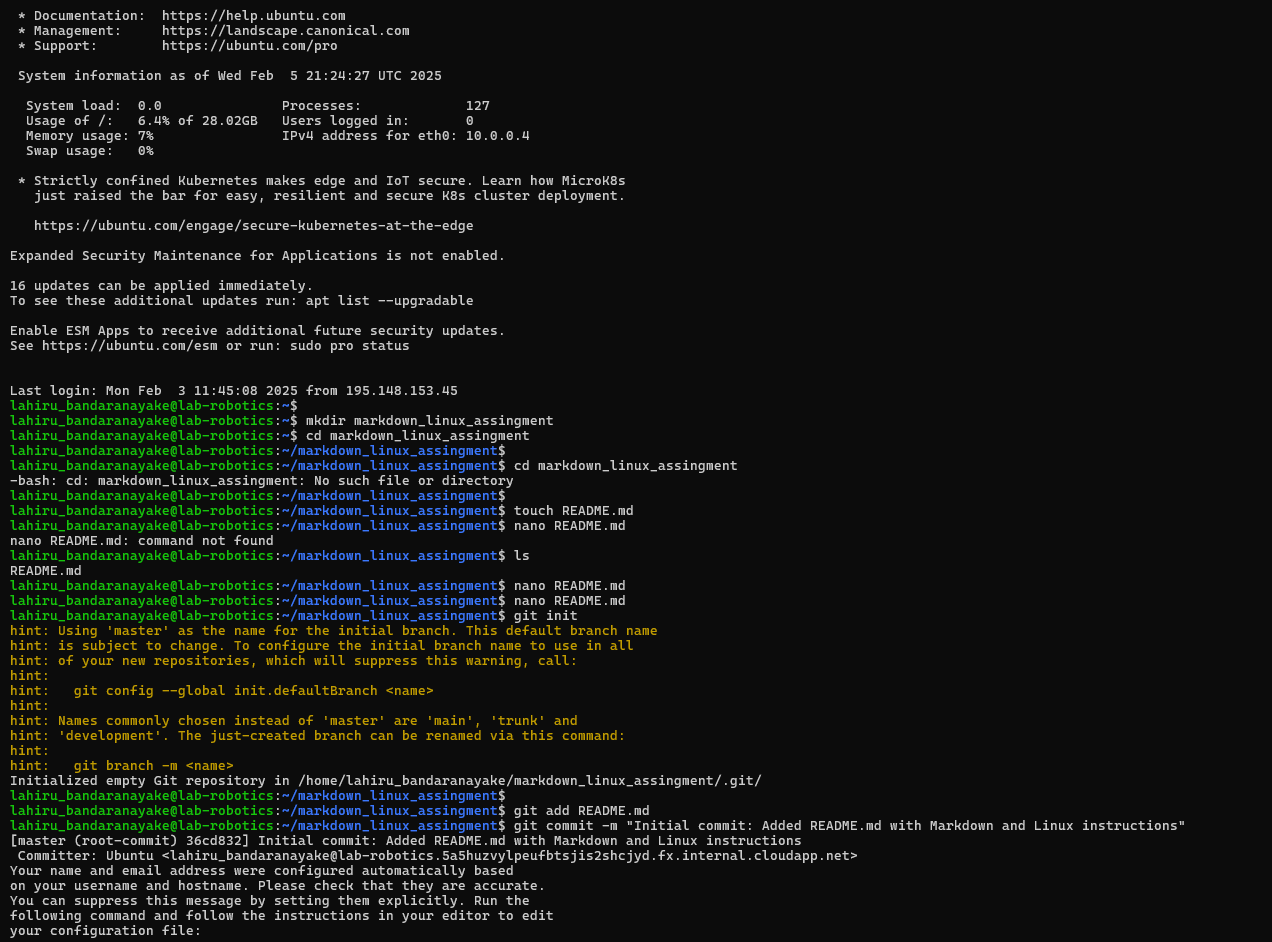 * Documentation:  https://help.ubuntu.com
 * Management:     https://landscape.canonical.com
 * Support:        https://ubuntu.com/pro

 System information as of Wed Feb  5 21:24:27 UTC 2025

  System load:  0.0               Processes:             127
  Usage of /:   6.4% of 28.02GB   Users logged in:       0
  Memory usage: 7%                IPv4 address for eth0: 10.0.0.4
  Swap usage:   0%

 * Strictly confined Kubernetes makes edge and IoT secure. Learn how MicroK8s
   just raised the bar for easy, resilient and secure K8s cluster deployment.

   https://ubuntu.com/engage/secure-kubernetes-at-the-edge

Expanded Security Maintenance for Applications is not enabled.

16 updates can be applied immediately.
To see these additional updates run: apt list --upgradable

Enable ESM Apps to receive additional future security updates.
See https://ubuntu.com/esm or run: sudo pro status


Last login: Mon Feb  3 11:45:08 2025 from 195.148.153.45
lahiru_bandaranayake@lab-robotics:~$
lahiru_bandaranayake@lab-robotics:~$ mkdir markdown_linux_assingment
lahiru_bandaranayake@lab-robotics:~$ cd markdown_linux_assingment
lahiru_bandaranayake@lab-robotics:~/markdown_linux_assingment$
lahiru_bandaranayake@lab-robotics:~/markdown_linux_assingment$ cd markdown_linux_assingment
-bash: cd: markdown_linux_assingment: No such file or directory
lahiru_bandaranayake@lab-robotics:~/markdown_linux_assingment$
lahiru_bandaranayake@lab-robotics:~/markdown_linux_assingment$ touch README.md
lahiru_bandaranayake@lab-robotics:~/markdown_linux_assingment$ nano README.md
nano README.md: command not found
lahiru_bandaranayake@lab-robotics:~/markdown_linux_assingment$ ls
README.md
lahiru_bandaranayake@lab-robotics:~/markdown_linux_assingment$ nano README.md
lahiru_bandaranayake@lab-robotics:~/markdown_linux_assingment$ nano README.md
lahiru_bandaranayake@lab-robotics:~/markdown_linux_assingment$ git init
hint: Using 'master' as the name for the initial branch. This default branch name
hint: is subject to change. To configure the initial branch name to use in all
hint: of your new repositories, which will suppress this warning, call:
hint:
hint:   git config --global init.defaultBranch <name>
hint:
hint: Names commonly chosen instead of 'master' are 'main', 'trunk' and
hint: 'development'. The just-created branch can be renamed via this command:
hint:
hint:   git branch -m <name>
Initialized empty Git repository in /home/lahiru_bandaranayake/markdown_linux_assingment/.git/
lahiru_bandaranayake@lab-robotics:~/markdown_linux_assingment$
lahiru_bandaranayake@lab-robotics:~/markdown_linux_assingment$ git add README.md
lahiru_bandaranayake@lab-robotics:~/markdown_linux_assingment$ git commit -m "Initial commit: Added README.md with Markdown and Linux instructions"
[master (root-commit) 36cd832] Initial commit: Added README.md with Markdown and Linux instructions
 Committer: Ubuntu <lahiru_bandaranayake@lab-robotics.5a5huzvylpeufbtsjis2shcjyd.fx.internal.cloudapp.net>
Your name and email address were configured automatically based
on your username and hostname. Please check that they are accurate.
You can suppress this message by setting them explicitly. Run the
following command and follow the instructions in your editor to edit
your configuration file: